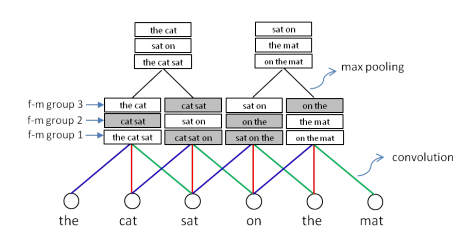 the cat
sat on
the cat sat
sat on
the mat
on the mat
max pooling
f-m group 3
the cat
cat sat
sat on
on the
f-m group 2
cat sat
sat on
on the
the mat
f-m group 1
the cat sat
cat sat on
sat on the
on the mat
convolution
the cat sat on the mat